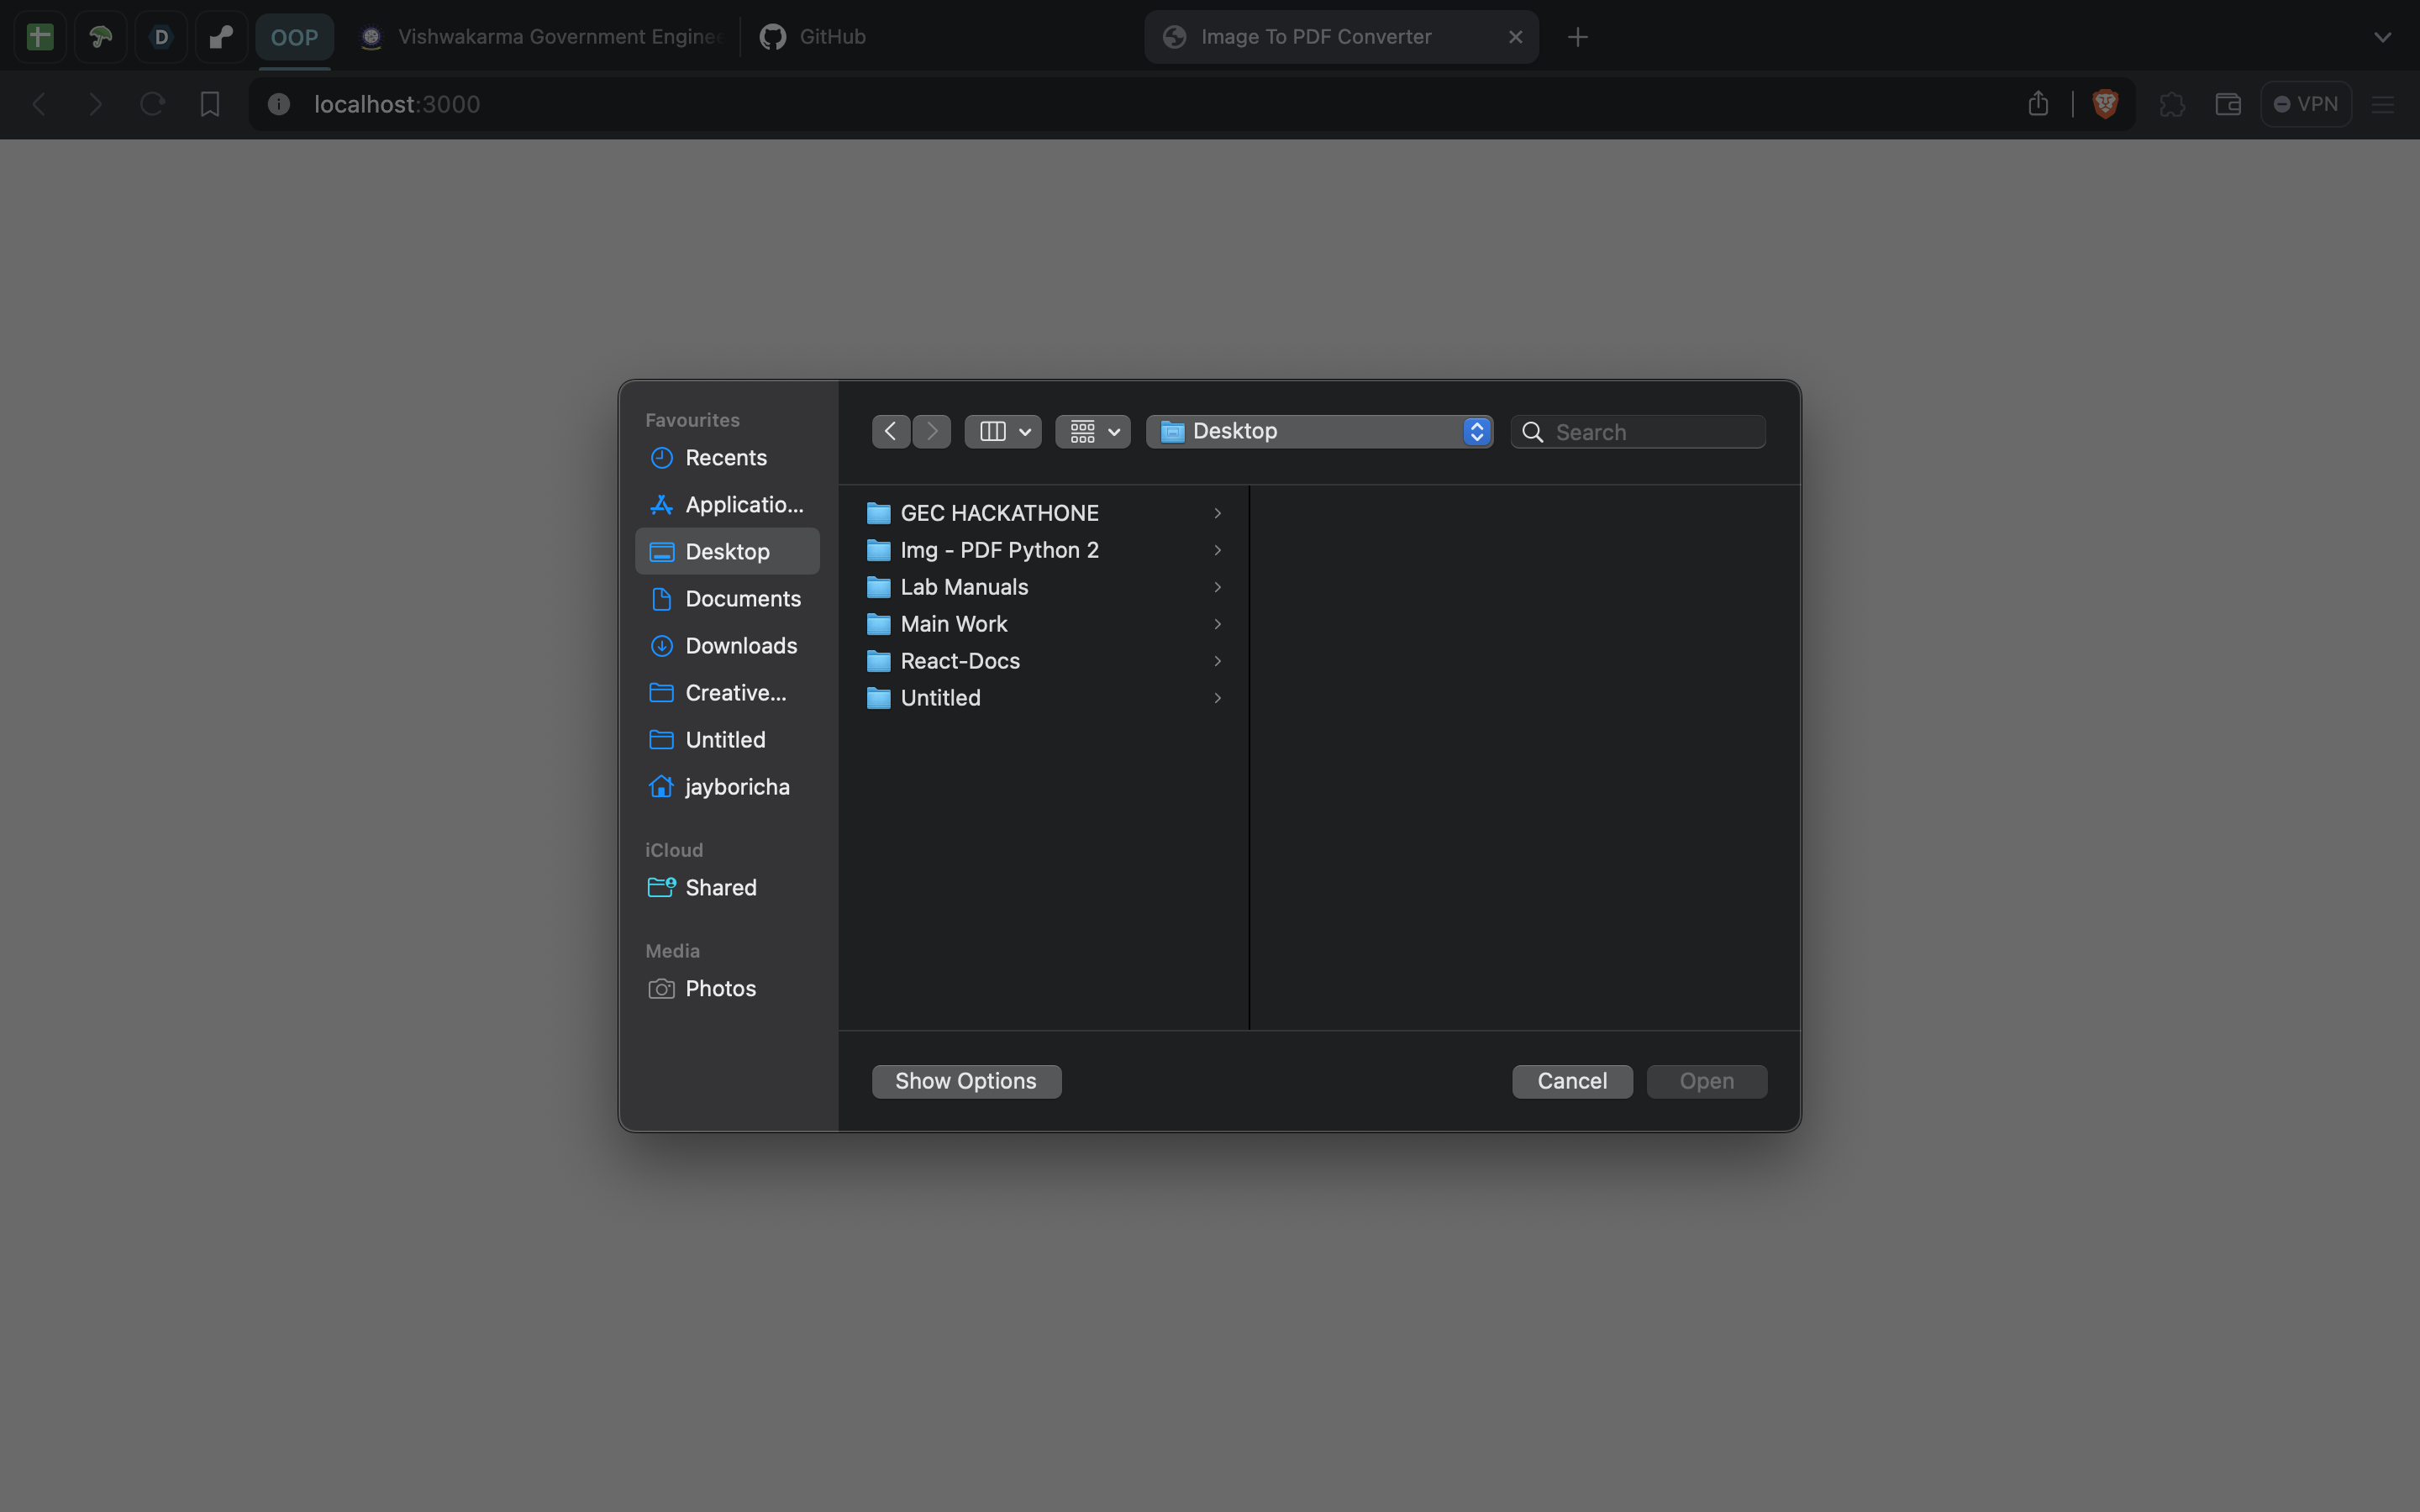 D
OOP
Vishwakarma Government Enginee
GitHub
Image To PDF Converter
localhost:3000
VPN
Favourites
Recents
Applicatio...
Desktop
Documents
Downloads
Creative...
Untitled
jayboricha
iCloud
Shared
Media
Photos
Desktop
Search
GEC HACKATHONE
Img - PDF Python 2
Lab Manuals
Main Work
React-Docs
Untitled
Show Options
Cancel
Open